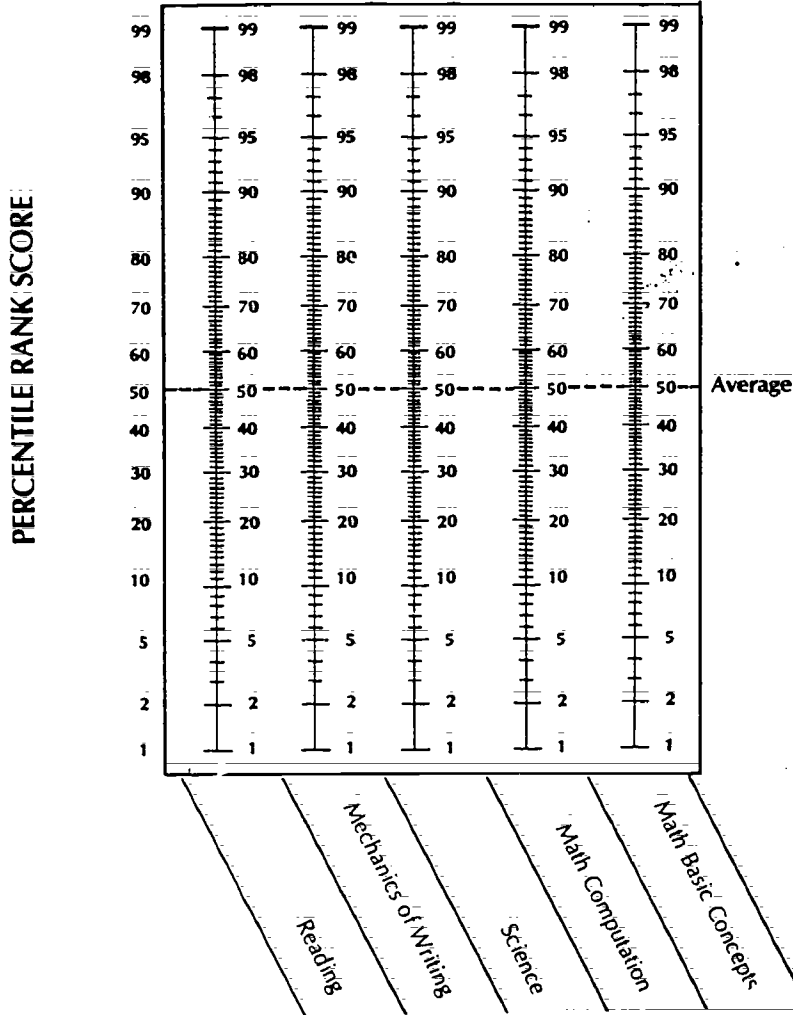 PERCENTILE RANK SCORE
99 99 99 99 99 99
98 98 98 98 98 98
95 95 95 95 95 95
90 90 90 90 90 90
80 80 80 80 80 80
70 70 70 70 70 70
60 60 60 60 60 60
50 50 50 50 50 50 Average
40 40 40 40 40 40
30 30 30 30 30 30
20 20 20 20 20 20
10 10 10 10 10 10
5 5 5 5 5 5
2 2 2 2 2 2
1 1 1 1 1 1
Reading
Mechanics of Writing
Science
Math Computation
Math Basic Concepts